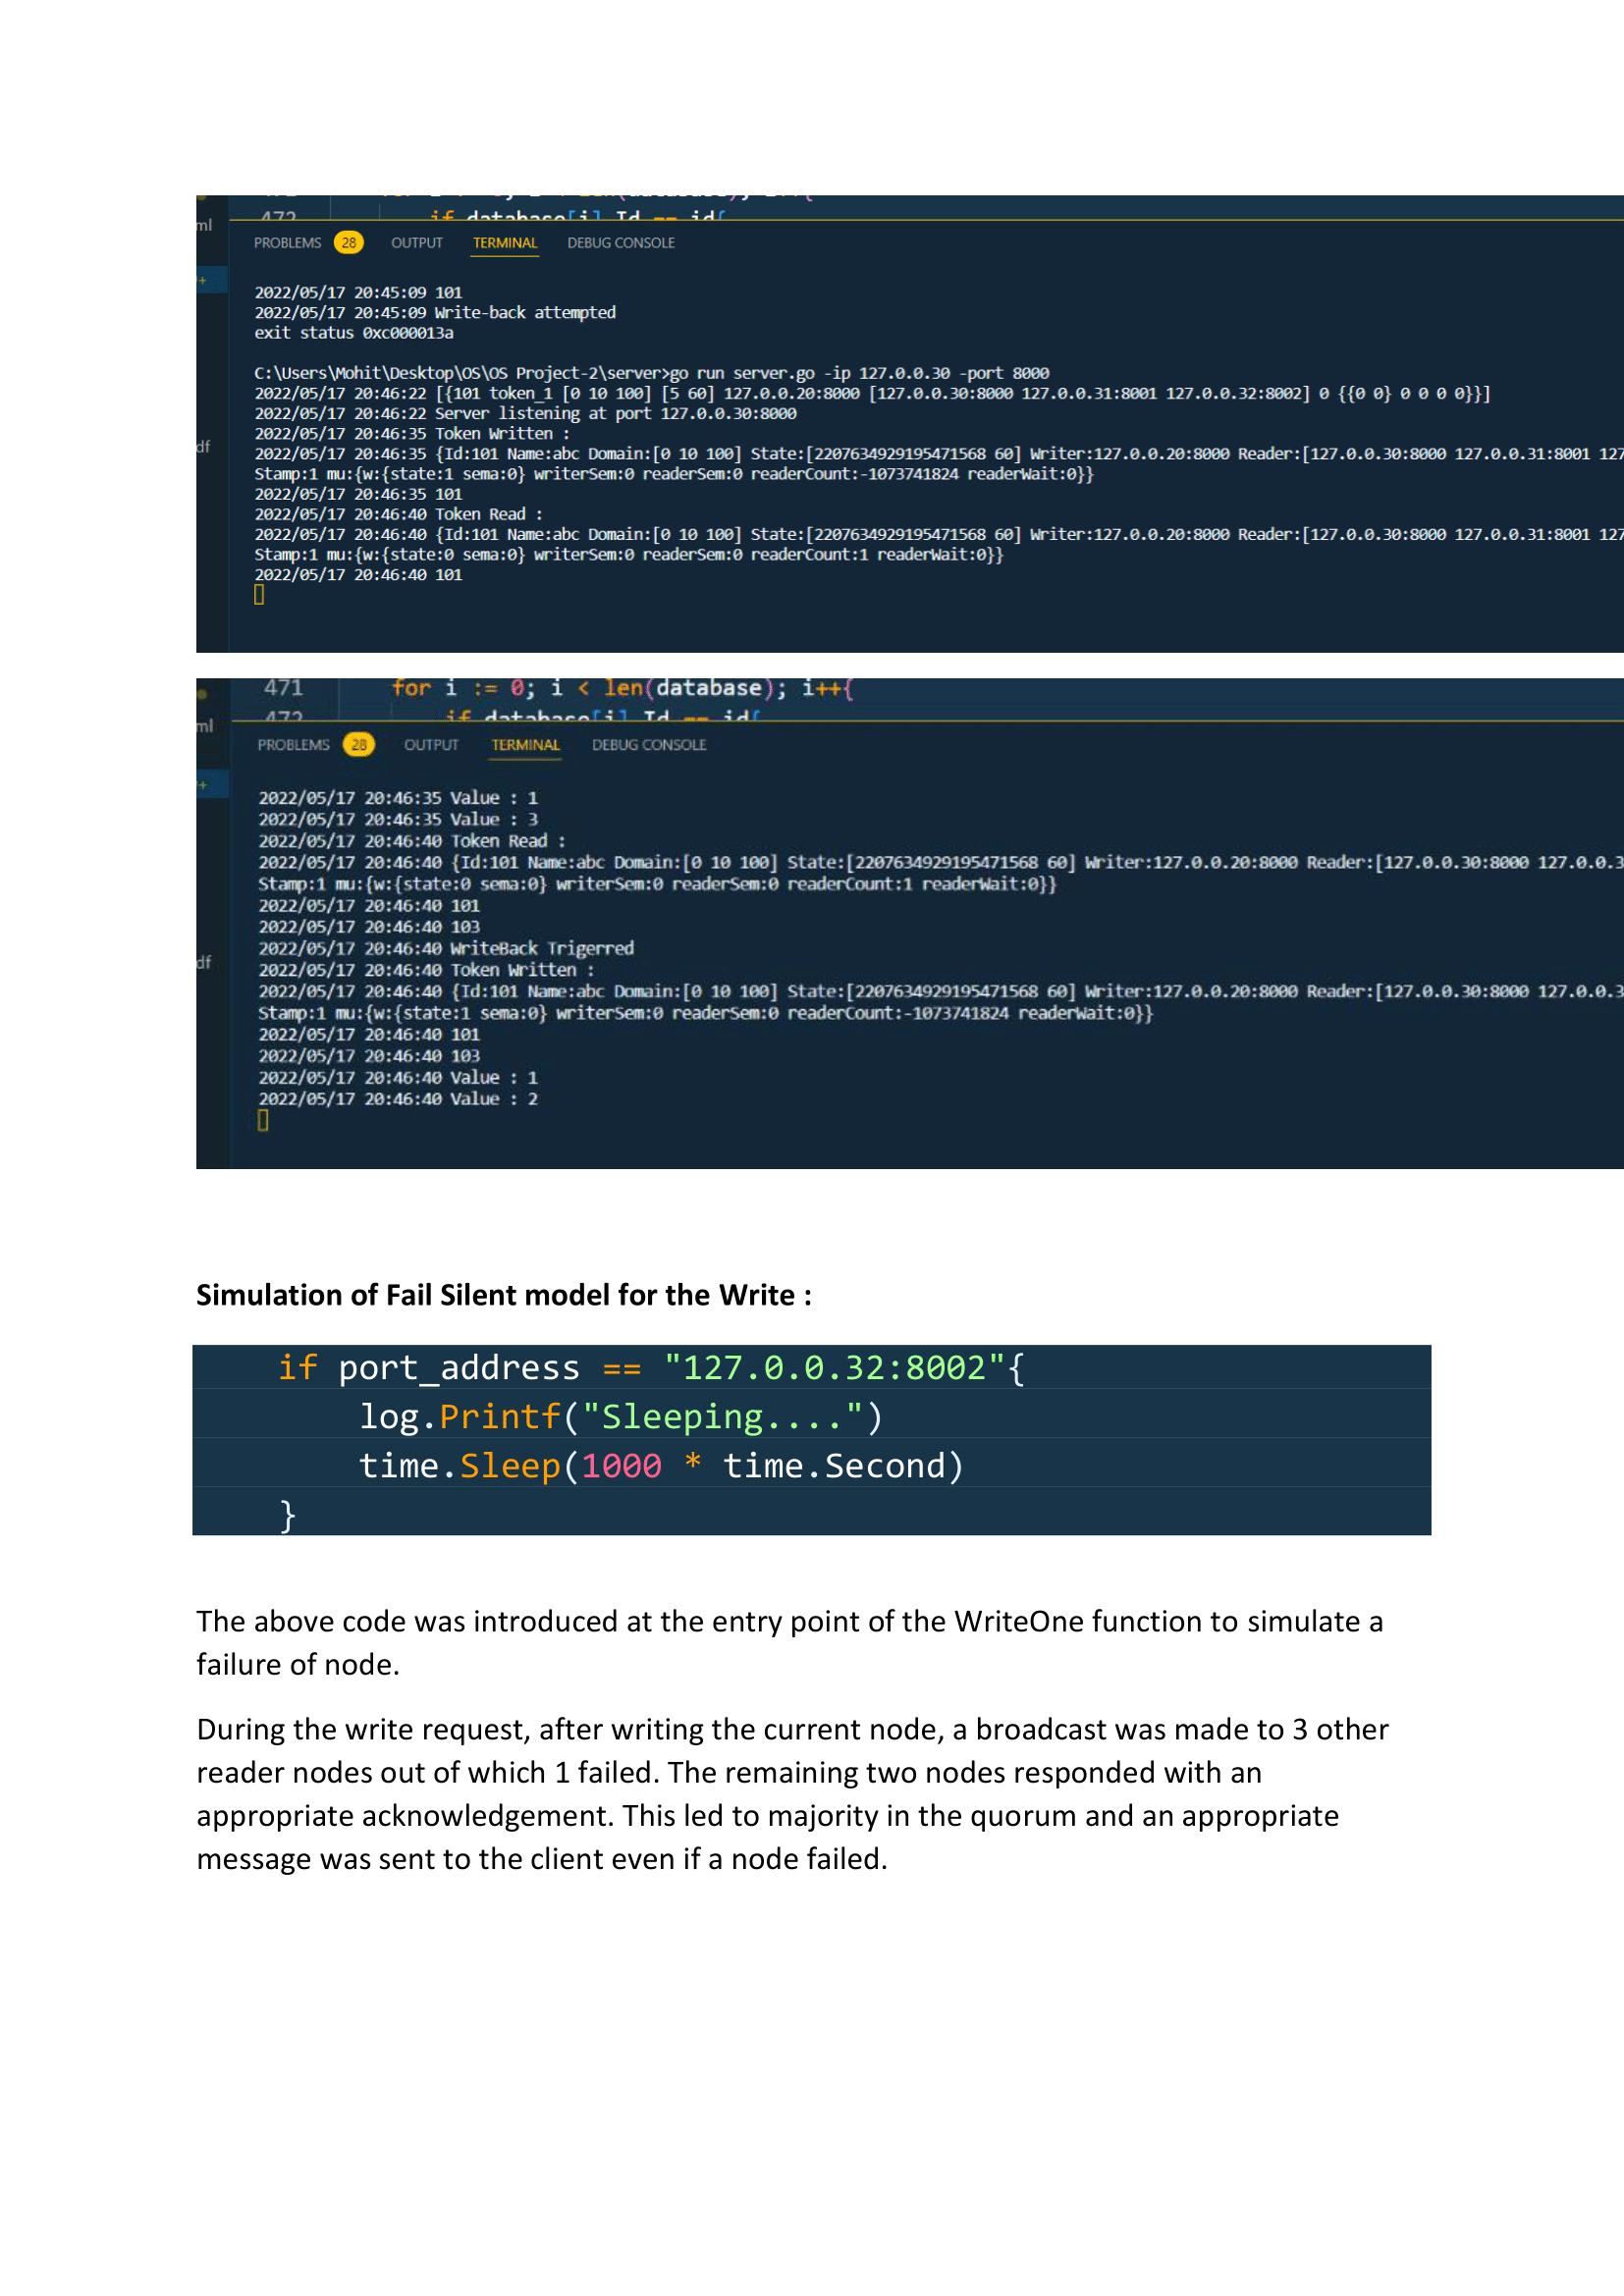 472 if database[i].Id == id{
ml
PROBLEMS 28 OUTPUT TERMINAL DEBUG CONSOLE
+
2022/05/17 20:45:09 101
2022/05/17 20:45:09 Write-back attempted
exit status 0xc000013a
C:\Users\Mohit\Desktop\OS\OS Project-2\server>go run server.go -ip 127.0.0.30 -port 8000
2022/05/17 20:46:22 [{101 token_1 [0 10 100] [5 60] 127.0.0.20:8000 [127.0.0.30:8000 127.0.0.31:8001 127.0.0.32:8002] 0 {{0 0} 0 0 0 0}}]
2022/05/17 20:46:22 Server listening at port 127.0.0.30:8000
2022/05/17 20:46:35 Token Written :
df
2022/05/17 20:46:35 {Id:101 Name:abc Domain:[0 10 100] State:[2207634929195471568 60] Writer:127.0.0.20:8000 Reader:[127.0.0.30:8000 127.0.0.31:8001 127
Stamp:1 mu:{w:{state:1 sema:0} writerSem:0 readerSem:0 readerCount:-1073741824 readerWait:0}}
2022/05/17 20:46:35 101
2022/05/17 20:46:40 Token Read :
2022/05/17 20:46:40 {Id:101 Name:abc Domain:[0 10 100] State:[2207634929195471568 60] Writer:127.0.0.20:8000 Reader:[127.0.0.30:8000 127.0.0.31:8001 127
Stamp:1 mu:{w:{state:0 sema:0} writerSem:0 readerSem:0 readerCount:1 readerWait:0}}
2022/05/17 20:46:40 101
471 for i := 0; i < len(database); i++{
472 if database[i].Id == id{
ml
PROBLEMS 28 OUTPUT TERMINAL DEBUG CONSOLE
+
2022/05/17 20:46:35 Value : 1
2022/05/17 20:46:35 Value : 3
2022/05/17 20:46:40 Token Read :
2022/05/17 20:46:40 {Id:101 Name:abc Domain:[0 10 100] State:[2207634929195471568 60] Writer:127.0.0.20:8000 Reader:[127.0.0.30:8000 127.0.0.3
Stamp:1 mu:{w:{state:0 sema:0} writerSem:0 readerSem:0 readerCount:1 readerWait:0}}
2022/05/17 20:46:40 101
2022/05/17 20:46:40 103
2022/05/17 20:46:40 WriteBack Trigerred
df
2022/05/17 20:46:40 Token Written :
2022/05/17 20:46:40 {Id:101 Name:abc Domain:[0 10 100] State:[2207634929195471568 60] Writer:127.0.0.20:8000 Reader:[127.0.0.30:8000 127.0.0.3
Stamp:1 mu:{w:{state:1 sema:0} writerSem:0 readerSem:0 readerCount:-1073741824 readerWait:0}}
2022/05/17 20:46:40 101
2022/05/17 20:46:40 103
2022/05/17 20:46:40 Value : 1
2022/05/17 20:46:40 Value : 2
Simulation of Fail Silent model for the Write :
if port_address == "127.0.0.32:8002"{
log.Printf("Sleeping....")
time.Sleep(1000 * time.Second)
}
The above code was introduced at the entry point of the WriteOne function to simulate a
failure of node.
During the write request, after writing the current node, a broadcast was made to 3 other
reader nodes out of which 1 failed. The remaining two nodes responded with an
appropriate acknowledgement. This led to majority in the quorum and an appropriate
message was sent to the client even if a node failed.